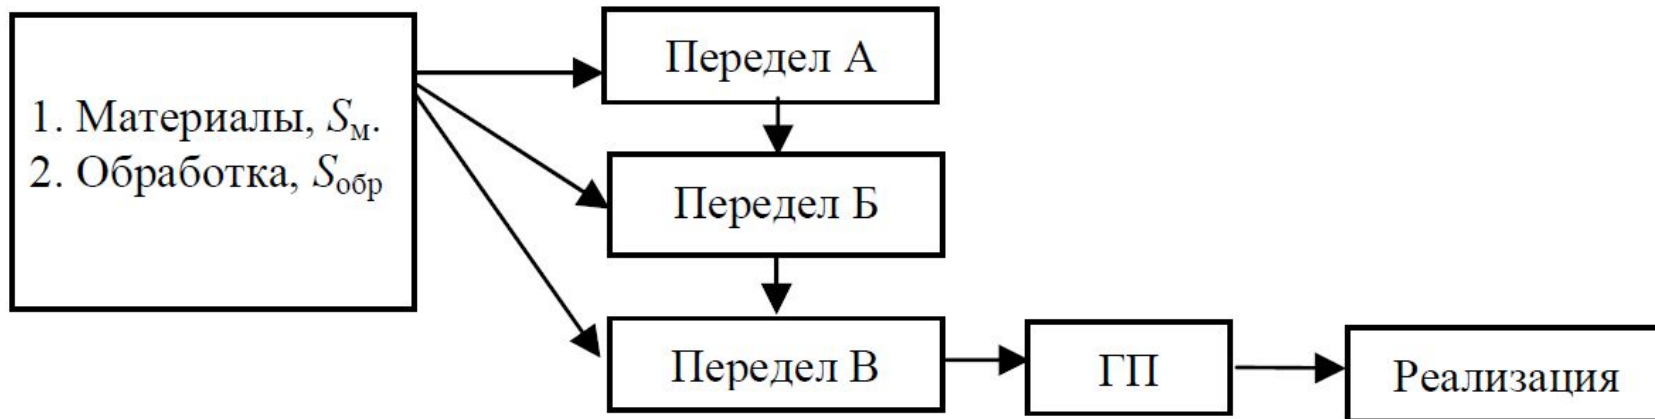 1. Материалы, Sм.
2. Обработка, Sобр
Передел А
Передел Б
Передел В
ГП
Реализация